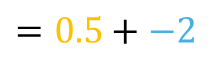 = 0.5 + −2